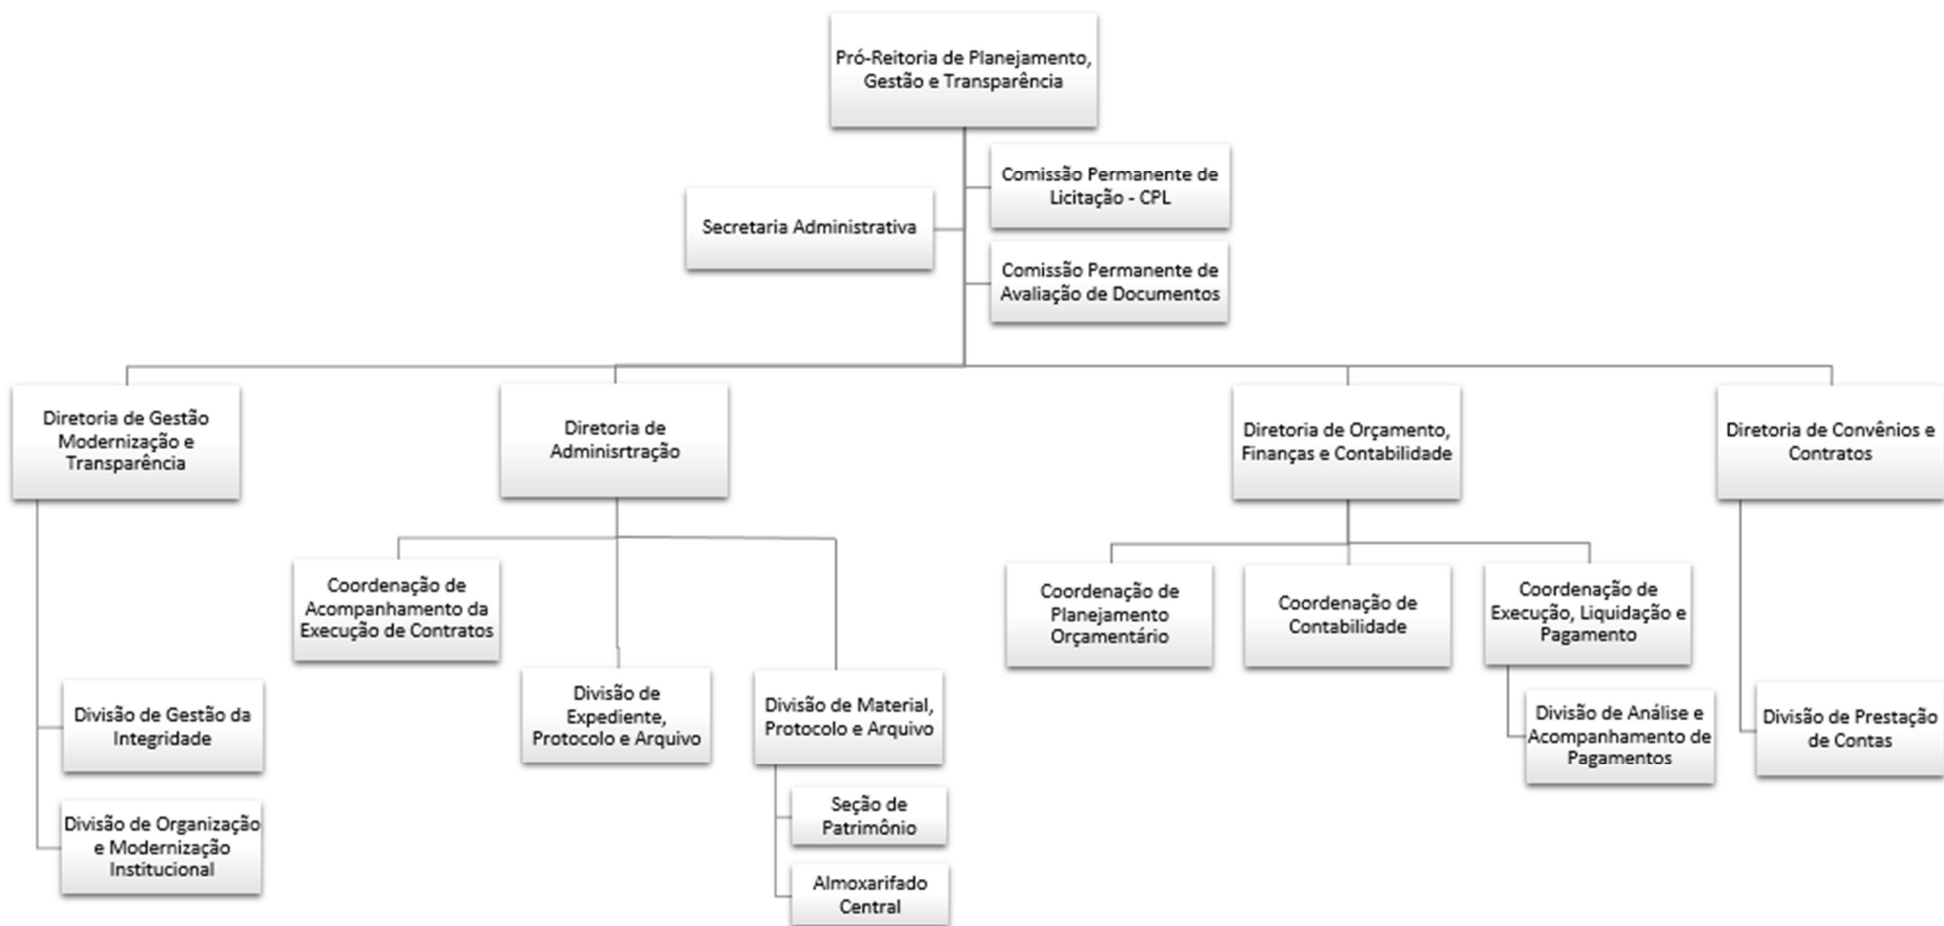 Pró-Reitoria de Planejamento,
Gestão e Transparência
Comissão Permanente de
Licitação - CPL
Secretaria Administrativa
Comissão Permanente de
Avaliação de Documentos
Diretoria de Gestão
Modernização e
Transparência
Diretoria de
Adminisrtração
Diretoria de Orçamento,
Finanças e Contabilidade
Diretoria de Convênios e
Contratos
Coordenação de
Acompanhamento da
Execução de Contratos
Divisão de
Expediente,
Protocolo e Arquivo
Divisão de Material,
Protocolo e Arquivo
Seção de
Patrimônio
Almoxarifado
Central
Coordenação de
Planejamento
Orçamentário
Coordenação de
Contabilidade
Coordenação de
Execução, Liquidação e
Pagamento
Divisão de Análise e
Acompanhamento de
Pagamentos
Divisão de Prestação
de Contas
Divisão de Gestão da
Integridade
Divisão de Organização
e Modernização
Institucional